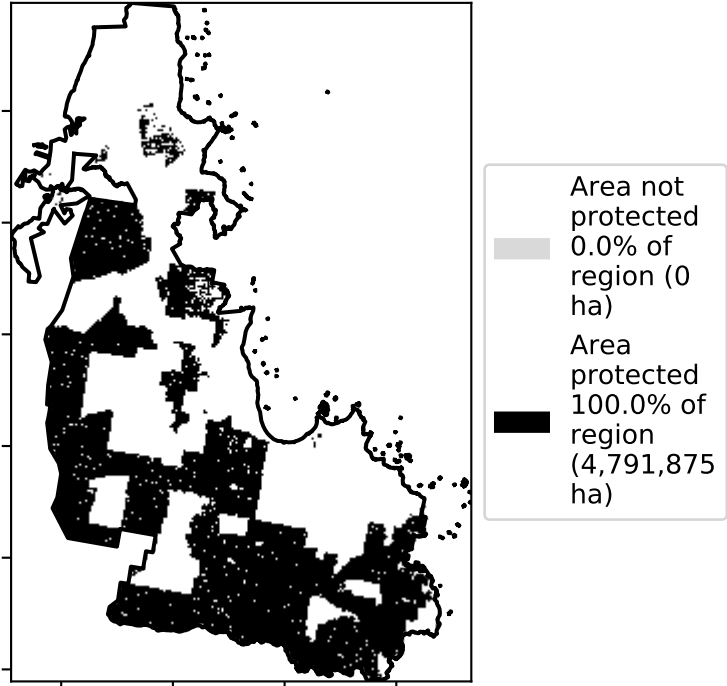 Area not
protected
0.0% of
region (0
ha)
Area
protected
100.0% of
region
(4,791,875
ha)